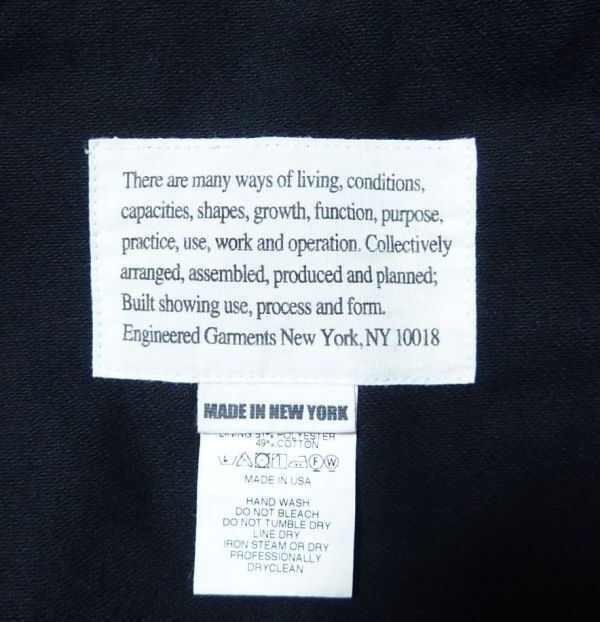 There are many ways of living, conditions,
capacities, shapes, growth, function, purpose,
practice, use, work and operation. Collectively
arranged, assembled, produced and planned;
Built showing use, process and form.
Engineered Garments New York, NY 10018
MADE IN NEW YORK
LINING 51% POLYESTER
49% COTTON
F W
MADE IN USA
HAND WASH
DO NOT BLEACH
DO NOT TUMBLE DRY
LINE DRY
IRON STEAM OR DRY
PROFESSIONALLY
DRYCLEAN